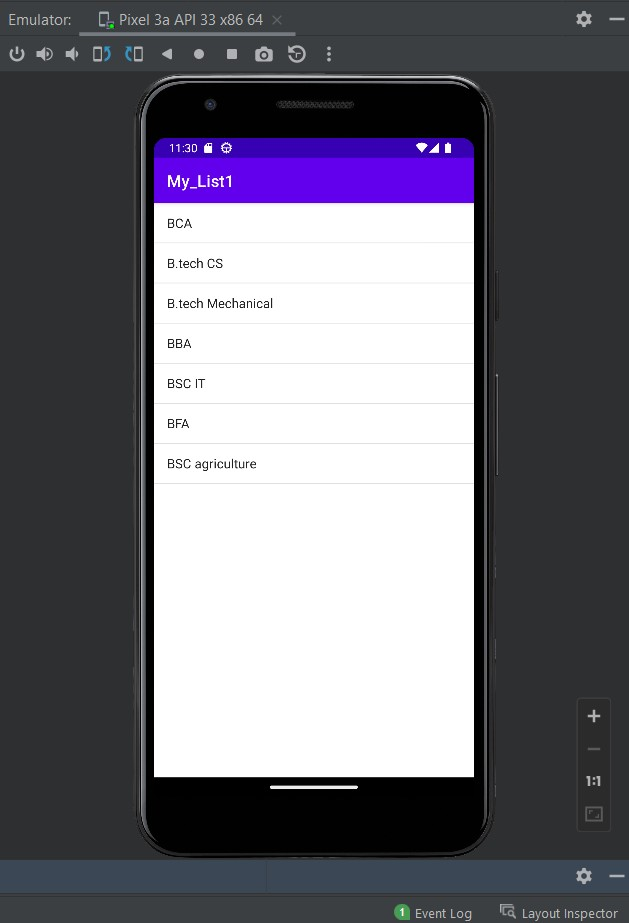 Emulator: Pixel 3a API 33 x86 64
11:30
My_List1
BCA
B.tech CS
B.tech Mechanical
BBA
BSC IT
BFA
BSC agriculture
1:1
1 Event Log Layout Inspector